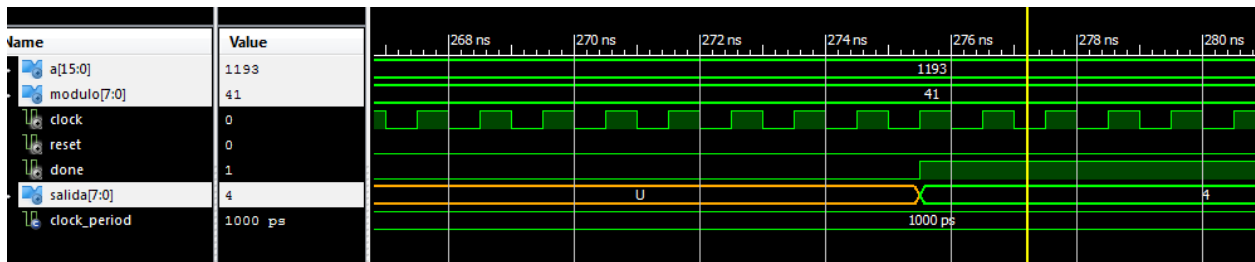 Name Value 268 ns 270 ns 272 ns 274 ns 276 ns 278 ns 280 ns
a[15:0] 1193 1193
modulo[7:0] 41 41
clock 0
reset 0
done 1
salida[7:0] 4 U 4
clock_period 1000 ps 1000 ps